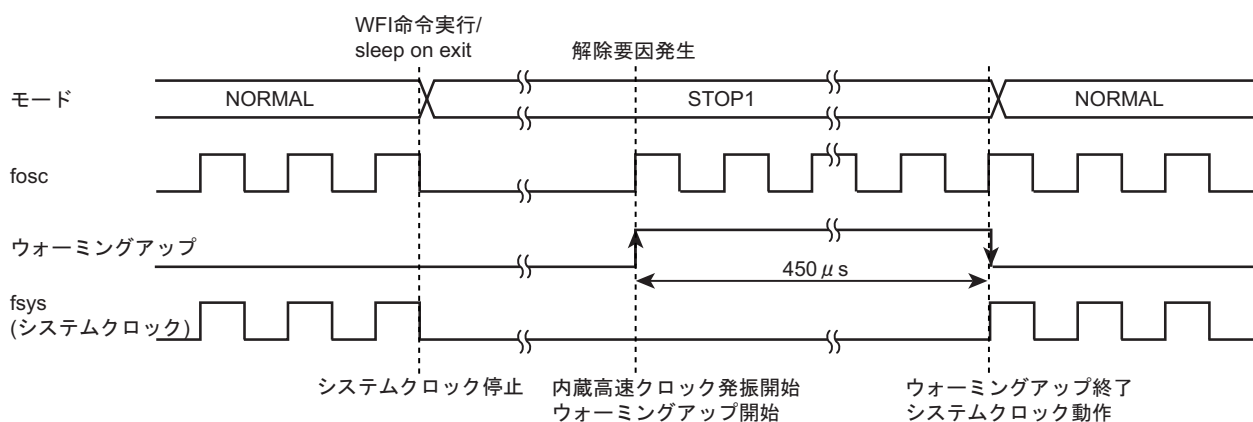 WFI命令実行/
sleep on exit
解除要因発生
モード
NORMAL
STOP1
NORMAL
fosc
ウォーミングアップ
450μs
fsys
(システムクロック)
システムクロック停止
内蔵高速クロック発振開始
ウォーミングアップ開始
ウォーミングアップ終了
システムクロック動作